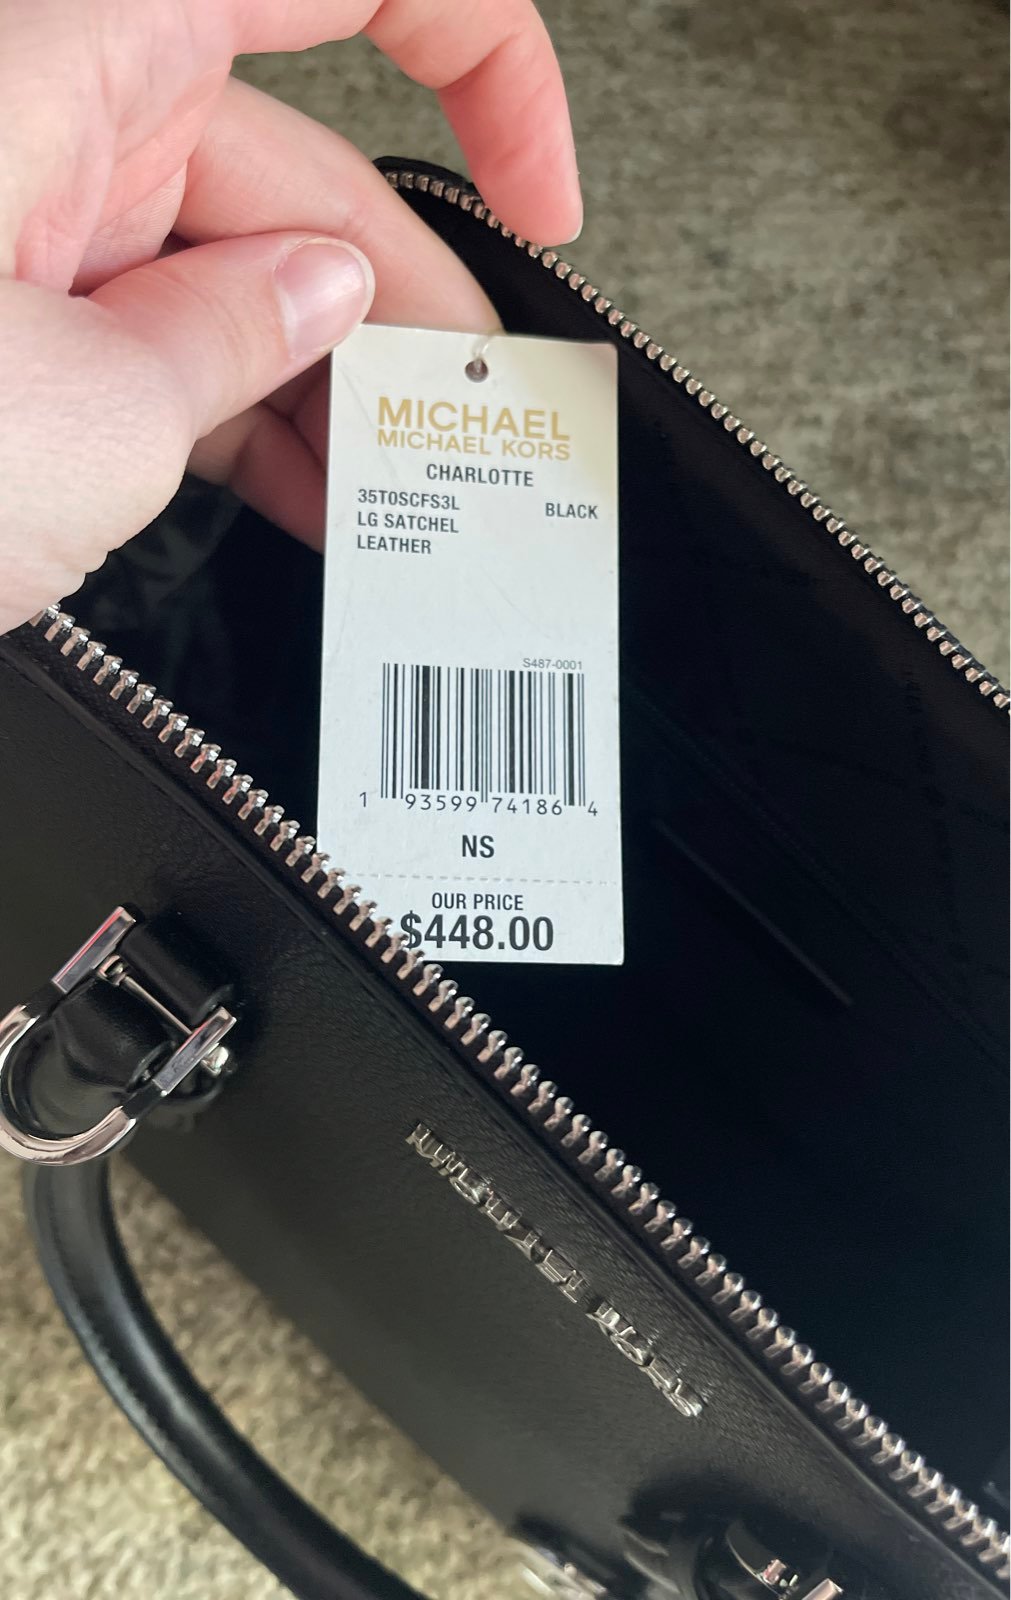 MICHAEL
MICHAEL KORS
CHARLOTTE
35T0SCFS3L BLACK
LG SATCHEL
LEATHER
S487-0001
1 93599 74186 4
NS
OUR PRICE
$448.00
MICHAEL KORS